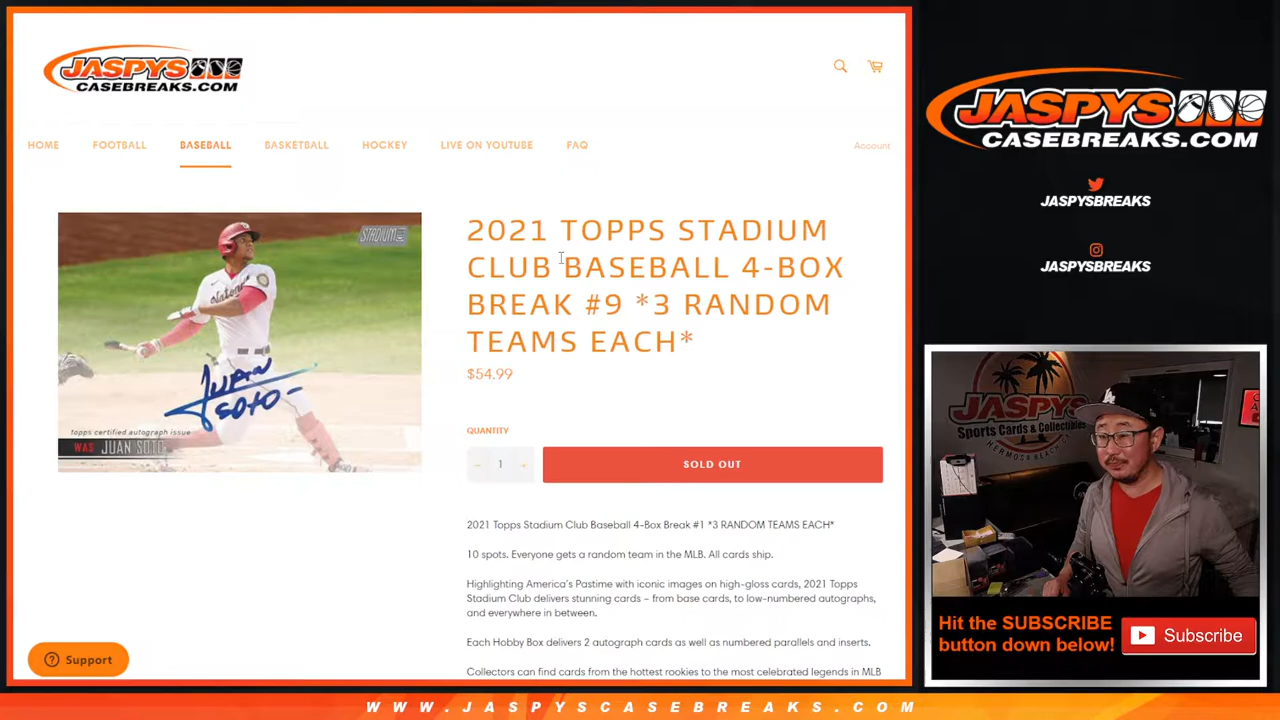 JASPYS
CASEBREAKS.COM
HOME
FOOTBALL
BASEBALL
BASKETBALL
HOCKEY
LIVE ON YOUTUBE
FAQ
Account
STADIUM
Juan Soto
topps certified autograph issue
WAS JUAN SOTO
2021 TOPPS STADIUM
CLUB BASEBALL 4-BOX
BREAK #9 *3 RANDOM
TEAMS EACH*
$54.99
QUANTITY
− 1 +
SOLD OUT
2021 Topps Stadium Club Baseball 4-Box Break #1 *3 RANDOM TEAMS EACH*
10 spots. Everyone gets a random team in the MLB. All cards ship.
Highlighting America's Pastime with iconic images on high-gloss cards, 2021 Topps
Stadium Club delivers stunning cards – from base cards, to low-numbered autographs,
and everywhere in between.
Each Hobby Box delivers 2 autograph cards as well as numbered parallels and inserts.
Collectors can find cards from the hottest rookies to the most celebrated legends in MLB
Support
JASPYS
CASEBREAKS.COM
JASPYSBREAKS
JASPYSBREAKS
JASPYS
Sports Cards & Collectibles
HERMOSA BEACH
LA
Hit the SUBSCRIBE
button down below!
Subscribe
WWW.JASPYSCASEBREAKS.COM